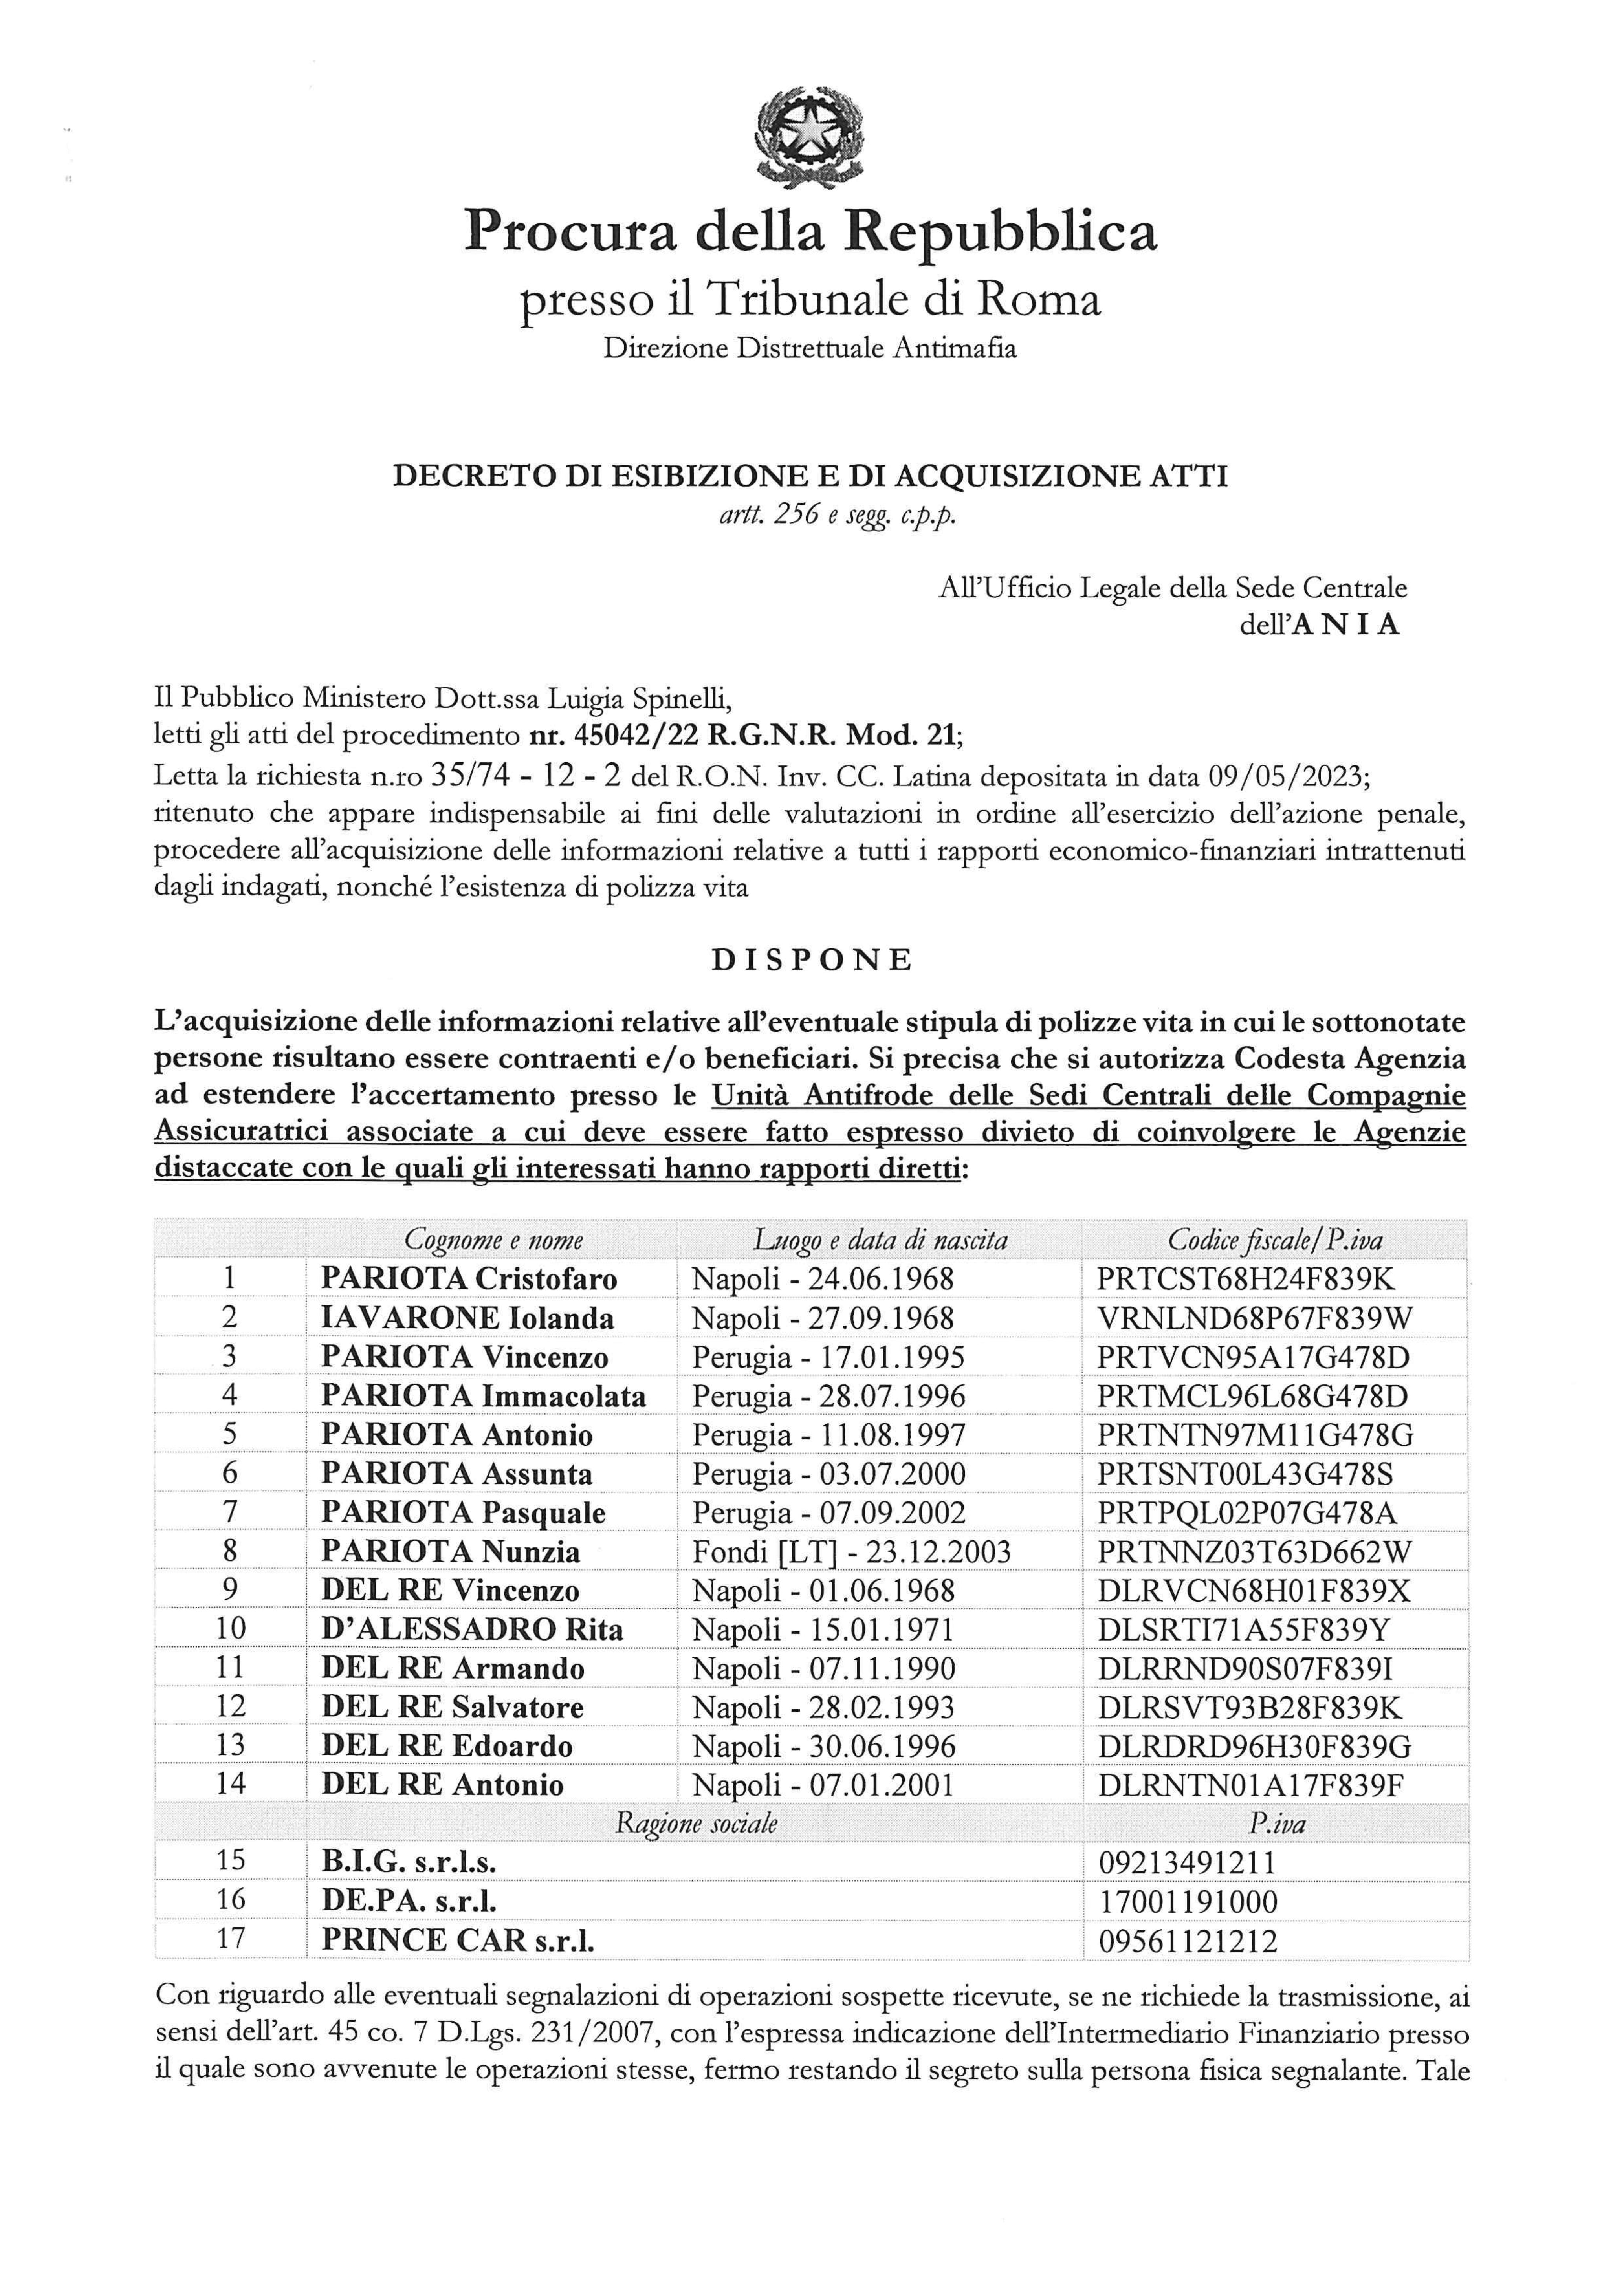 Procura della Repubblica
presso il Tribunale di Roma
Direzione Distrettuale Antimafia
DECRETO DI ESIBIZIONE E DI ACQUISIZIONE ATTI
artt. 256 e segg. c.p.p.
All'Ufficio Legale della Sede Centrale
dell'A N I A
Il Pubblico Ministero Dott.ssa Luigia Spinelli,
letti gli atti del procedimento nr. 45042/22 R.G.N.R. Mod. 21;
Letta la richiesta n.ro 35/74 - 12 - 2 del R.O.N. Inv. CC. Latina depositata in data 09/05/2023;
ritenuto che appare indispensabile ai fini delle valutazioni in ordine all'esercizio dell'azione penale,
procedere all'acquisizione delle informazioni relative a tutti i rapporti economico-finanziari intrattenuti
dagli indagati, nonché l'esistenza di polizza vita
D I S P O N E
L'acquisizione delle informazioni relative all'eventuale stipula di polizze vita in cui le sottonotate
persone risultano essere contraenti e/o beneficiari. Si precisa che si autorizza Codesta Agenzia
ad estendere l'accertamento presso le Unità Antifrode delle Sedi Centrali delle Compagnie
Assicuratrici associate a cui deve essere fatto espresso divieto di coinvolgere le Agenzie
distaccate con le quali gli interessati hanno rapporti diretti:
Cognome e nome Luogo e data di nascita Codice fiscale/P.iva
1 PARIOTA Cristofaro Napoli - 24.06.1968 PRTCST68H24F839K
2 IAVARONE Iolanda Napoli - 27.09.1968 VRNLND68P67F839W
3 PARIOTA Vincenzo Perugia - 17.01.1995 PRTVCN95A17G478D
4 PARIOTA Immacolata Perugia - 28.07.1996 PRTMCL96L68G478D
5 PARIOTA Antonio Perugia - 11.08.1997 PRTNTN97M11G478G
6 PARIOTA Assunta Perugia - 03.07.2000 PRTSNT00L43G478S
7 PARIOTA Pasquale Perugia - 07.09.2002 PRTPQL02P07G478A
8 PARIOTA Nunzia Fondi [LT] - 23.12.2003 PRTNNZ03T63D662W
9 DEL RE Vincenzo Napoli - 01.06.1968 DLRVCN68H01F839X
10 D'ALESSADRO Rita Napoli - 15.01.1971 DLSRTI71A55F839Y
11 DEL RE Armando Napoli - 07.11.1990 DLRRND90S07F839I
12 DEL RE Salvatore Napoli - 28.02.1993 DLRSVT93B28F839K
13 DEL RE Edoardo Napoli - 30.06.1996 DLRDRD96H30F839G
14 DEL RE Antonio Napoli - 07.01.2001 DLRNTN01A17F839F
Ragione sociale P.iva
15 B.I.G. s.r.l.s. 09213491211
16 DE.PA. s.r.l. 17001191000
17 PRINCE CAR s.r.l. 09561121212
Con riguardo alle eventuali segnalazioni di operazioni sospette ricevute, se ne richiede la trasmissione, ai
sensi dell'art. 45 co. 7 D.Lgs. 231/2007, con l'espressa indicazione dell'Intermediario Finanziario presso
il quale sono avvenute le operazioni stesse, fermo restando il segreto sulla persona fisica segnalante. Tale